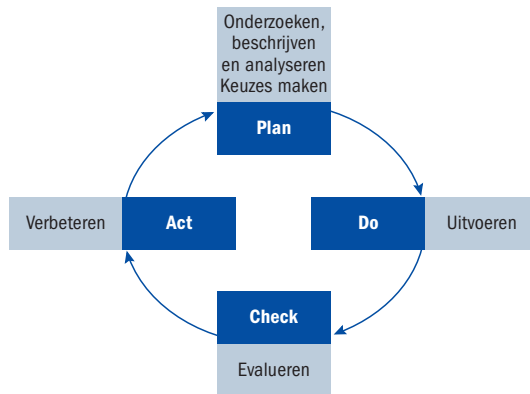 Onderzoeken,
beschrijven
en analyseren
Keuzes maken
Plan
Verbeteren
Act
Do
Uitvoeren
Check
Evalueren